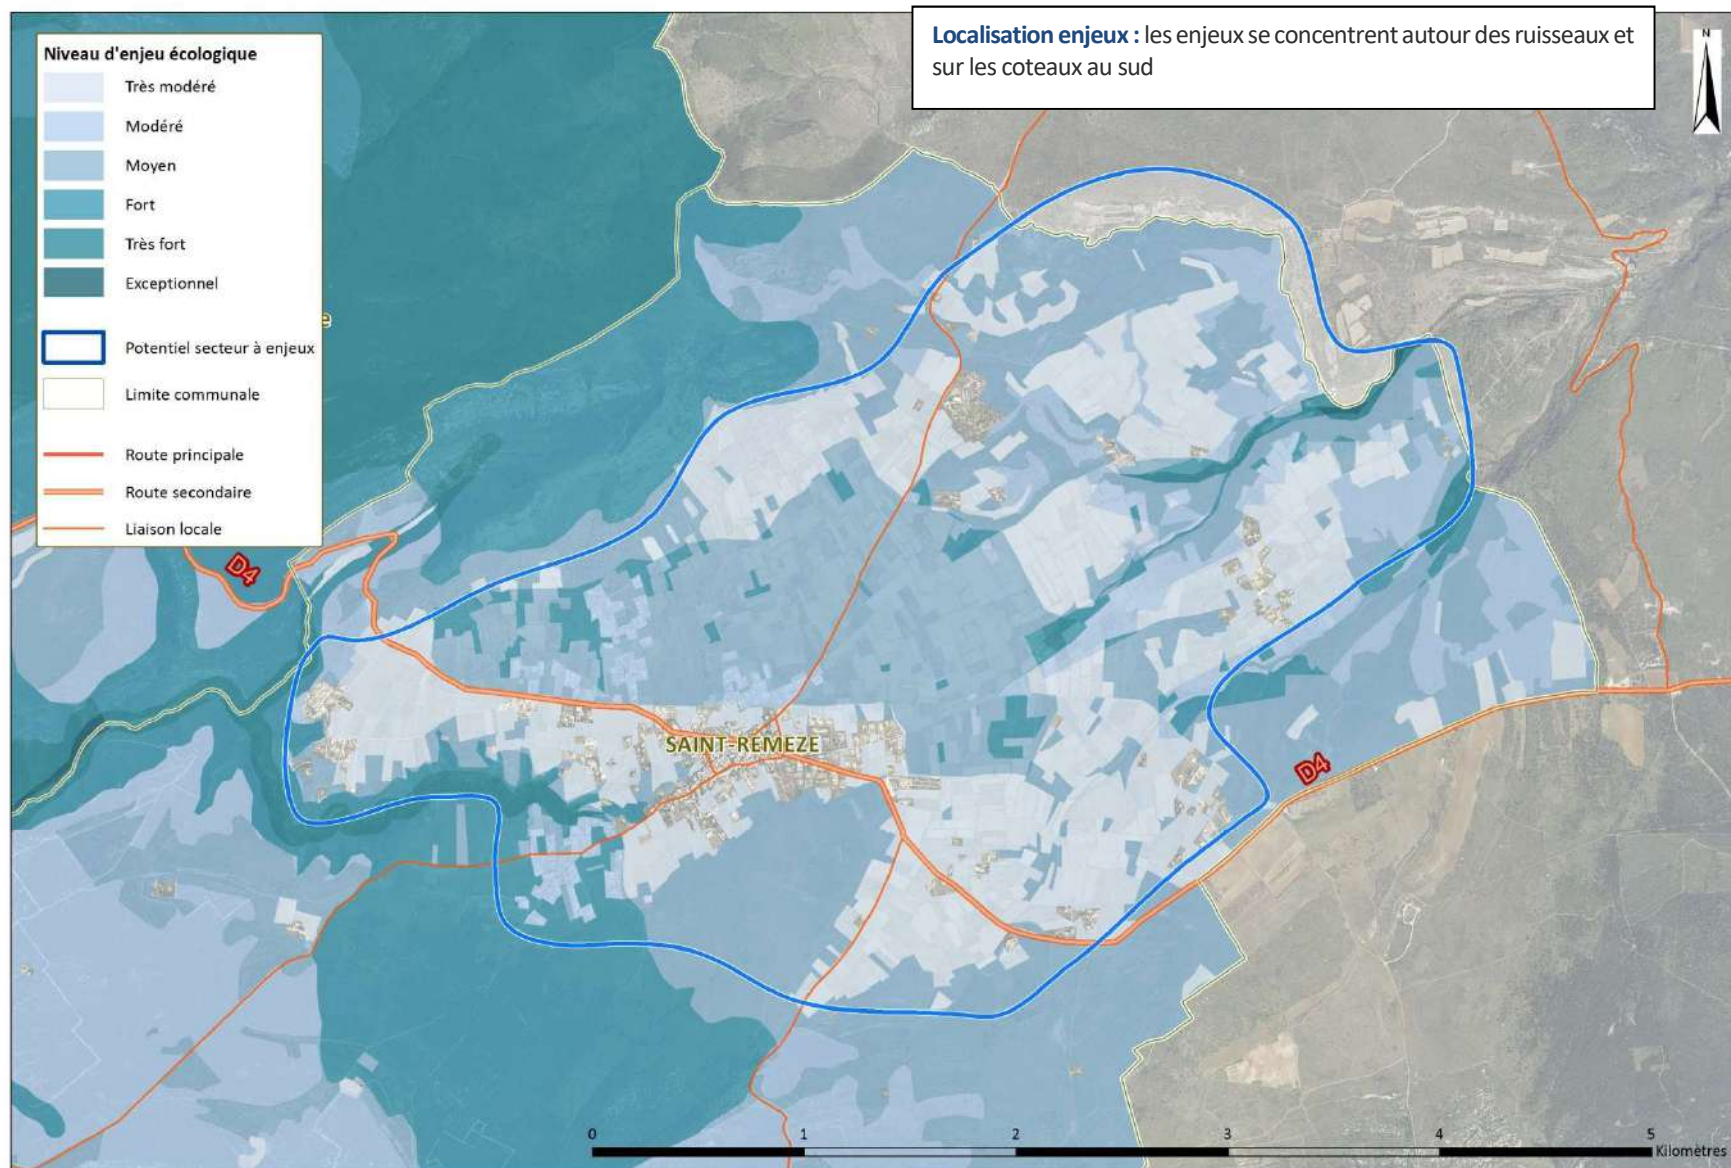 Niveau d'enjeu écologique
Très modéré
Modéré
Moyen
Fort
Très fort
Exceptionnel
Potentiel secteur à enjeux
Limite communale
Route principale
Route secondaire
Liaison locale
e
Localisation enjeux : les enjeux se concentrent autour des ruisseaux et
sur les coteaux au sud
N
D4
SAINT-REMEZE
D4
0 1 2 3 4 5
Kilomètres